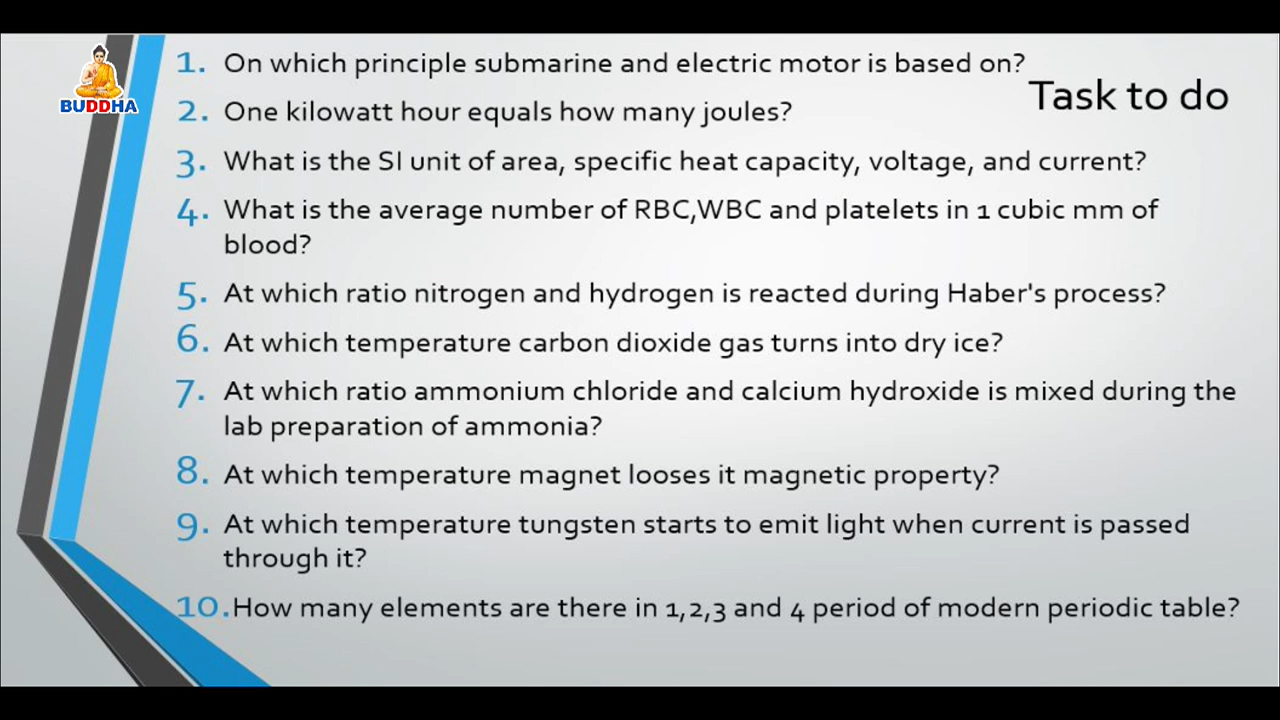 BUDDHA
Task to do
1. On which principle submarine and electric motor is based on?
2. One kilowatt hour equals how many joules?
3. What is the SI unit of area, specific heat capacity, voltage, and current?
4. What is the average number of RBC,WBC and platelets in 1 cubic mm of
blood?
5. At which ratio nitrogen and hydrogen is reacted during Haber's process?
6. At which temperature carbon dioxide gas turns into dry ice?
7. At which ratio ammonium chloride and calcium hydroxide is mixed during the
lab preparation of ammonia?
8. At which temperature magnet looses it magnetic property?
9. At which temperature tungsten starts to emit light when current is passed
through it?
10. How many elements are there in 1,2,3 and 4 period of modern periodic table?